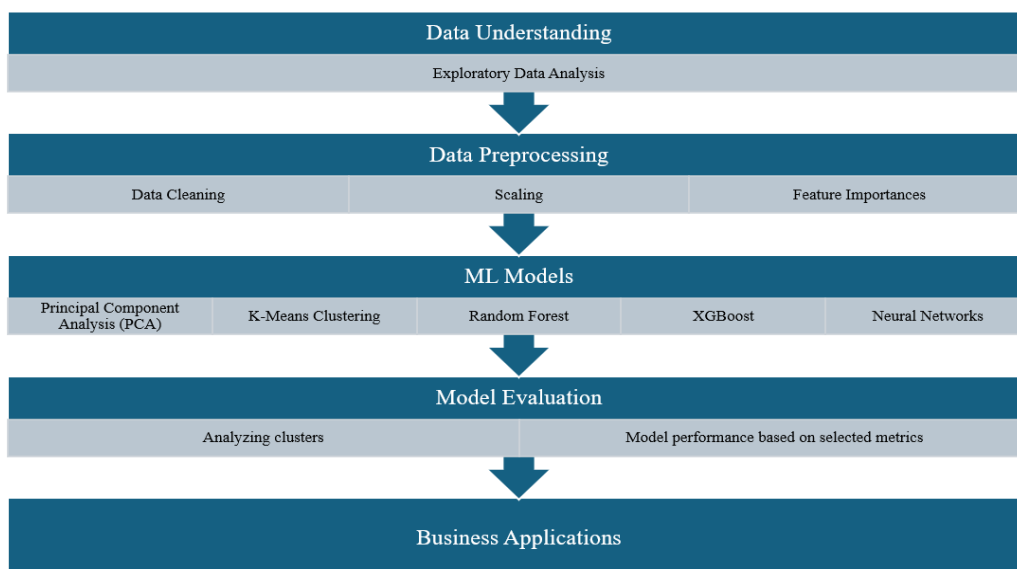 Data Understanding
Exploratory Data Analysis
Data Preprocessing
Data Cleaning
Scaling
Feature Importances
ML Models
Principal Component
Analysis (PCA)
K-Means Clustering
Random Forest
XGBoost
Neural Networks
Model Evaluation
Analyzing clusters
Model performance based on selected metrics
Business Applications